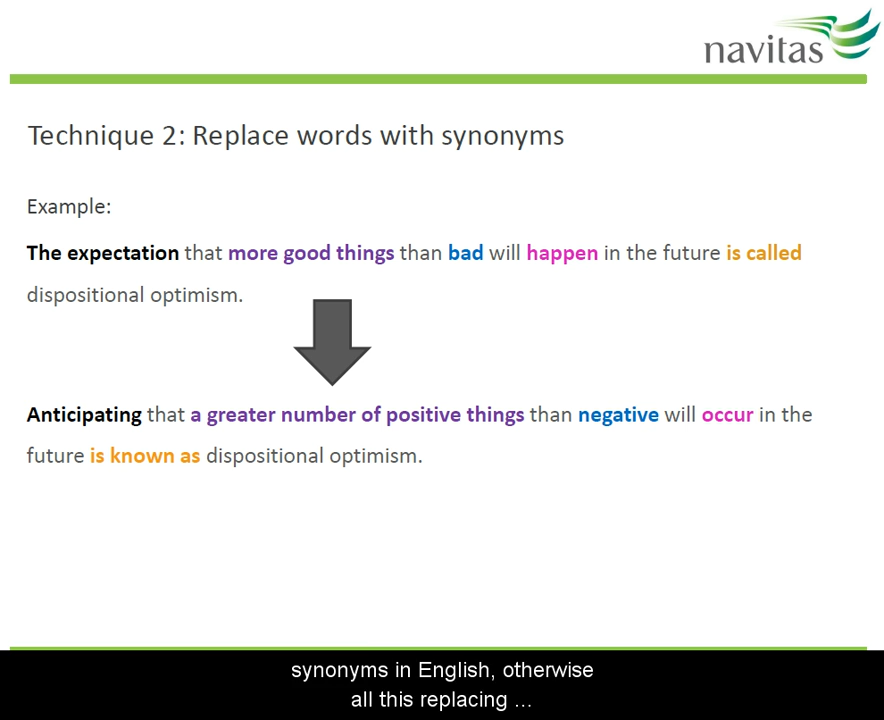 navitas
Technique 2: Replace words with synonyms
Example:
The expectation that more good things than bad will happen in the future is called
dispositional optimism.
Anticipating that a greater number of positive things than negative will occur in the
future is known as dispositional optimism.
synonyms in English, otherwise
all this replacing ...